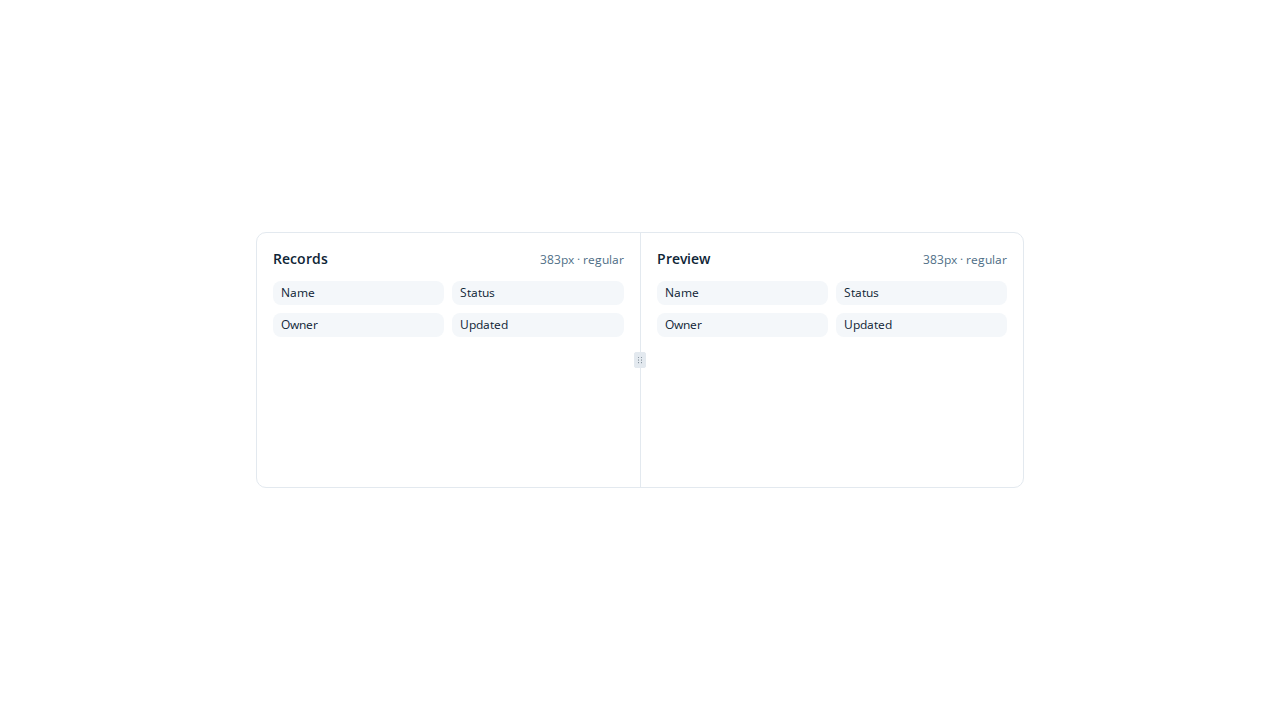 Records 383px · regular
Name Status
Owner Updated
Preview 383px · regular
Name Status
Owner Updated